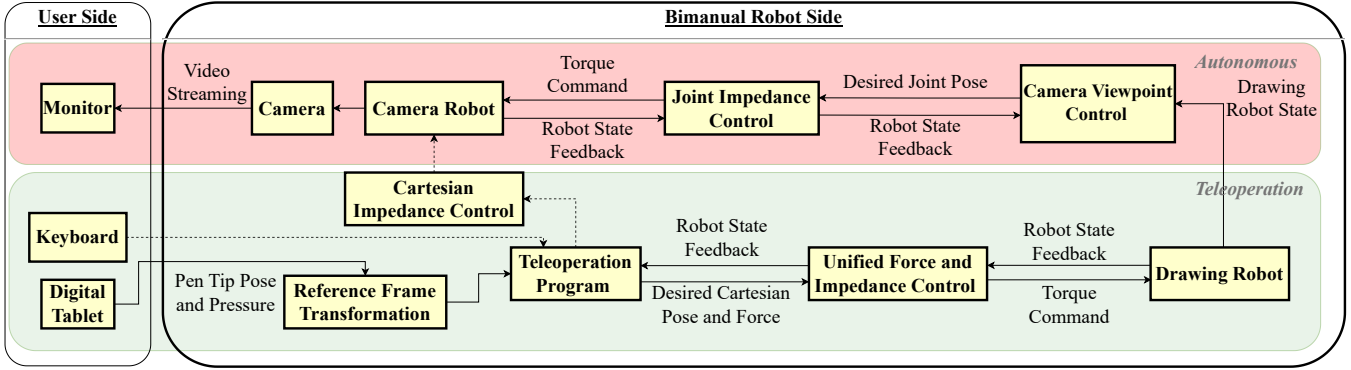 User Side
Bimanual Robot Side
Autonomous
Video
Streaming
Torque
Command
Desired Joint Pose
Drawing
Robot State
Monitor
Camera
Camera Robot
Joint Impedance
Control
Camera Viewpoint
Control
Robot State
Feedback
Robot State
Feedback
Teleoperation
Cartesian
Impedance Control
Keyboard
Robot State
Feedback
Robot State
Feedback
Digital
Tablet
Pen Tip Pose
and Pressure
Reference Frame
Transformation
Teleoperation
Program
Unified Force and
Impedance Control
Drawing Robot
Desired Cartesian
Pose and Force
Torque
Command